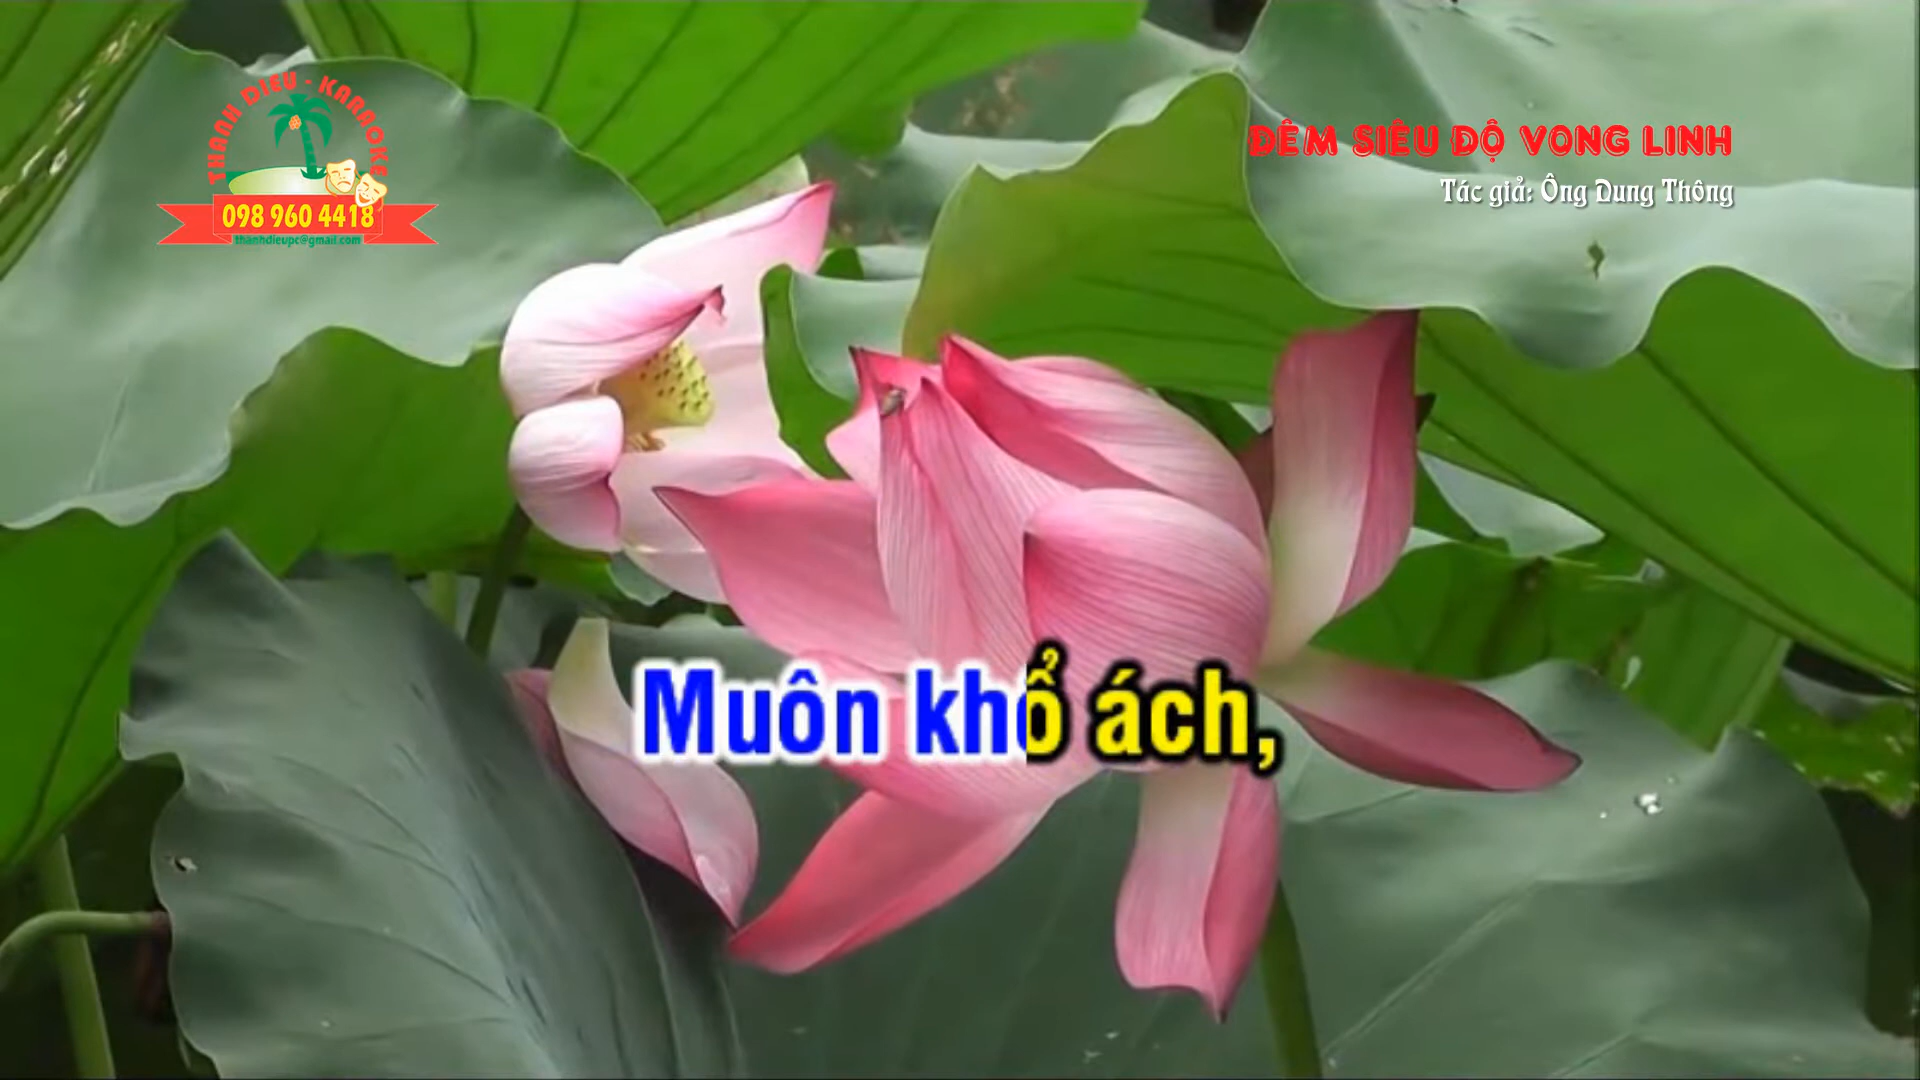 THANH DIEU - KARAOKE
098 960 4418
thanhdieupc@gmail.com
ĐÊM SIÊU ĐỘ VONG LINH
Tác giả: Ông Dung Thông
Muôn khổ ách,